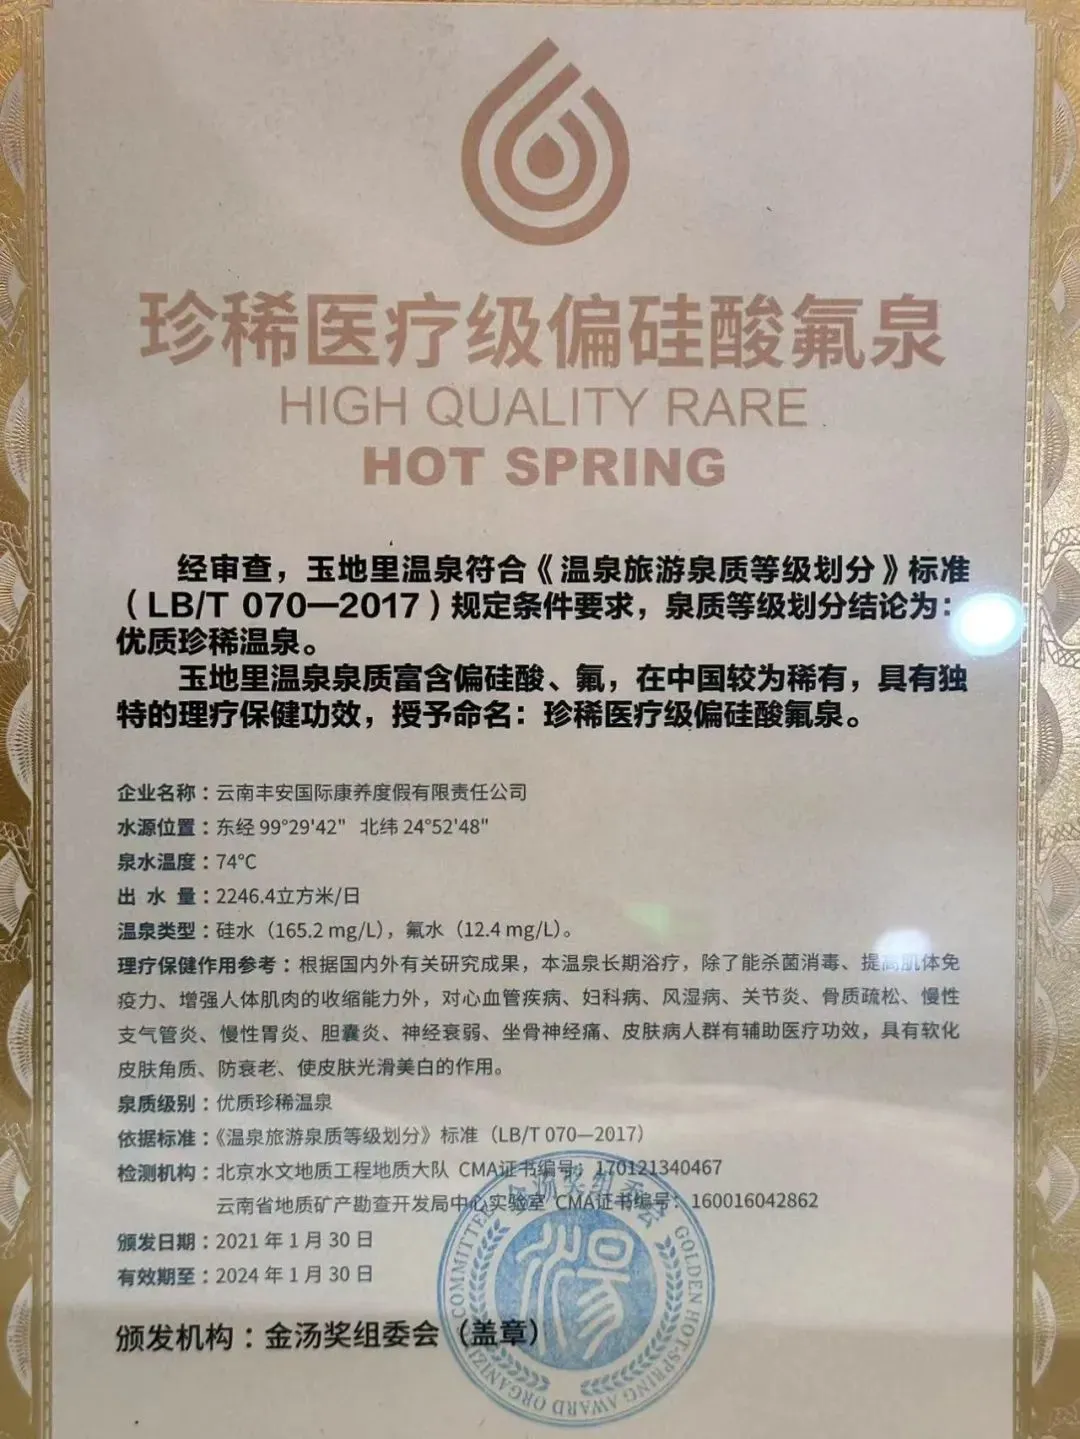 珍稀医疗级偏硅酸氟泉
HIGH QUALITY RARE
HOT SPRING
经审查，玉地里温泉符合《温泉旅游泉质等级划分》标准
（LB/T 070—2017）规定条件要求，泉质等级划分结论为：
优质珍稀温泉。
玉地里温泉泉质富含偏硅酸、氟，在中国较为稀有，具有独
特的理疗保健功效，授予命名：珍稀医疗级偏硅酸氟泉。
企业名称：云南丰安国际康养度假有限责任公司
水源位置：东经 99°29'42" 北纬 24°52'48"
泉水温度：74℃
出 水 量：2246.4立方米/日
温泉类型：硅水（165.2 mg/L），氟水（12.4 mg/L）。
理疗保健作用参考：根据国内外有关研究成果，本温泉长期浴疗，除了能杀菌消毒、提高肌体免
疫力、增强人体肌肉的收缩能力外，对心血管疾病、妇科病、风湿病、关节炎、骨质疏松、慢性
支气管炎、慢性胃炎、胆囊炎、神经衰弱、坐骨神经痛、皮肤病人群有辅助医疗功效，具有软化
皮肤角质、防衰老、使皮肤光滑美白的作用。
泉质级别：优质珍稀温泉
依据标准：《温泉旅游泉质等级划分》标准（LB/T 070—2017）
检测机构：北京水文地质工程地质大队 CMA证书编号：170121340467
云南省地质矿产勘查开发局中心实验室 CMA证书编号：160016042862
颁发日期：2021 年 1 月 30 日
有效期至：2024 年 1 月 30 日
颁发机构：金汤奖组委会（盖章）
金汤奖组委会
GOLDEN HOT-SPRING AWARD ORGANIZING COMMITTEE
汤